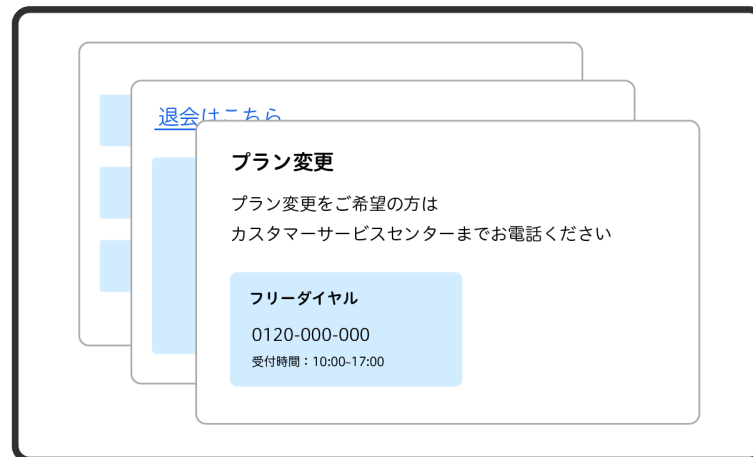 退会はこちら
プラン変更
プラン変更をご希望の方は
カスタマーサービスセンターまでお電話ください
フリーダイヤル
0120-000-000
受付時間：10:00~17:00